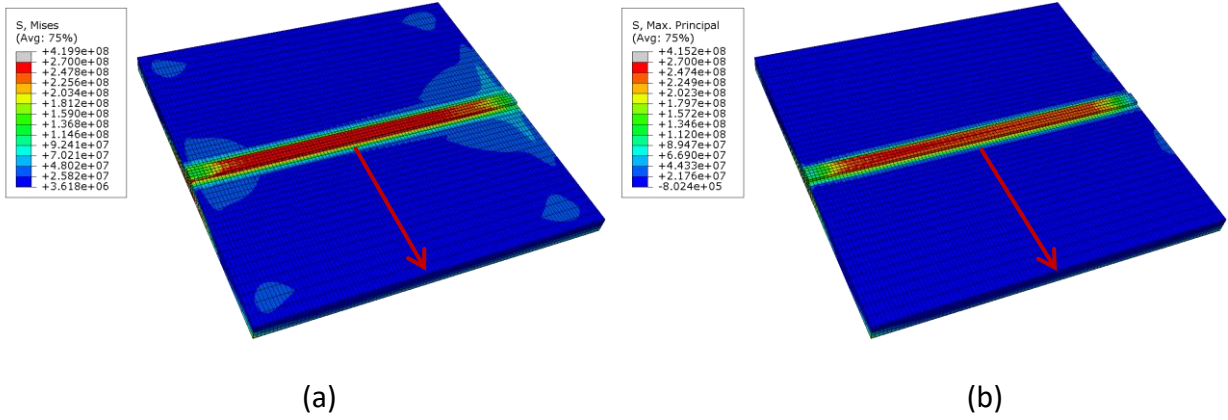 S, Mises
(Avg: 75%)
+4.199e+08
+2.700e+08
+2.478e+08
+2.256e+08
+2.034e+08
+1.812e+08
+1.590e+08
+1.368e+08
+1.146e+08
+9.241e+07
+7.021e+07
+4.802e+07
+2.582e+07
+3.618e+06
S, Max. Principal
(Avg: 75%)
+4.152e+08
+2.700e+08
+2.474e+08
+2.249e+08
+2.023e+08
+1.797e+08
+1.572e+08
+1.346e+08
+1.120e+08
+8.947e+07
+6.690e+07
+4.433e+07
+2.176e+07
-8.024e+05
(a)
(b)